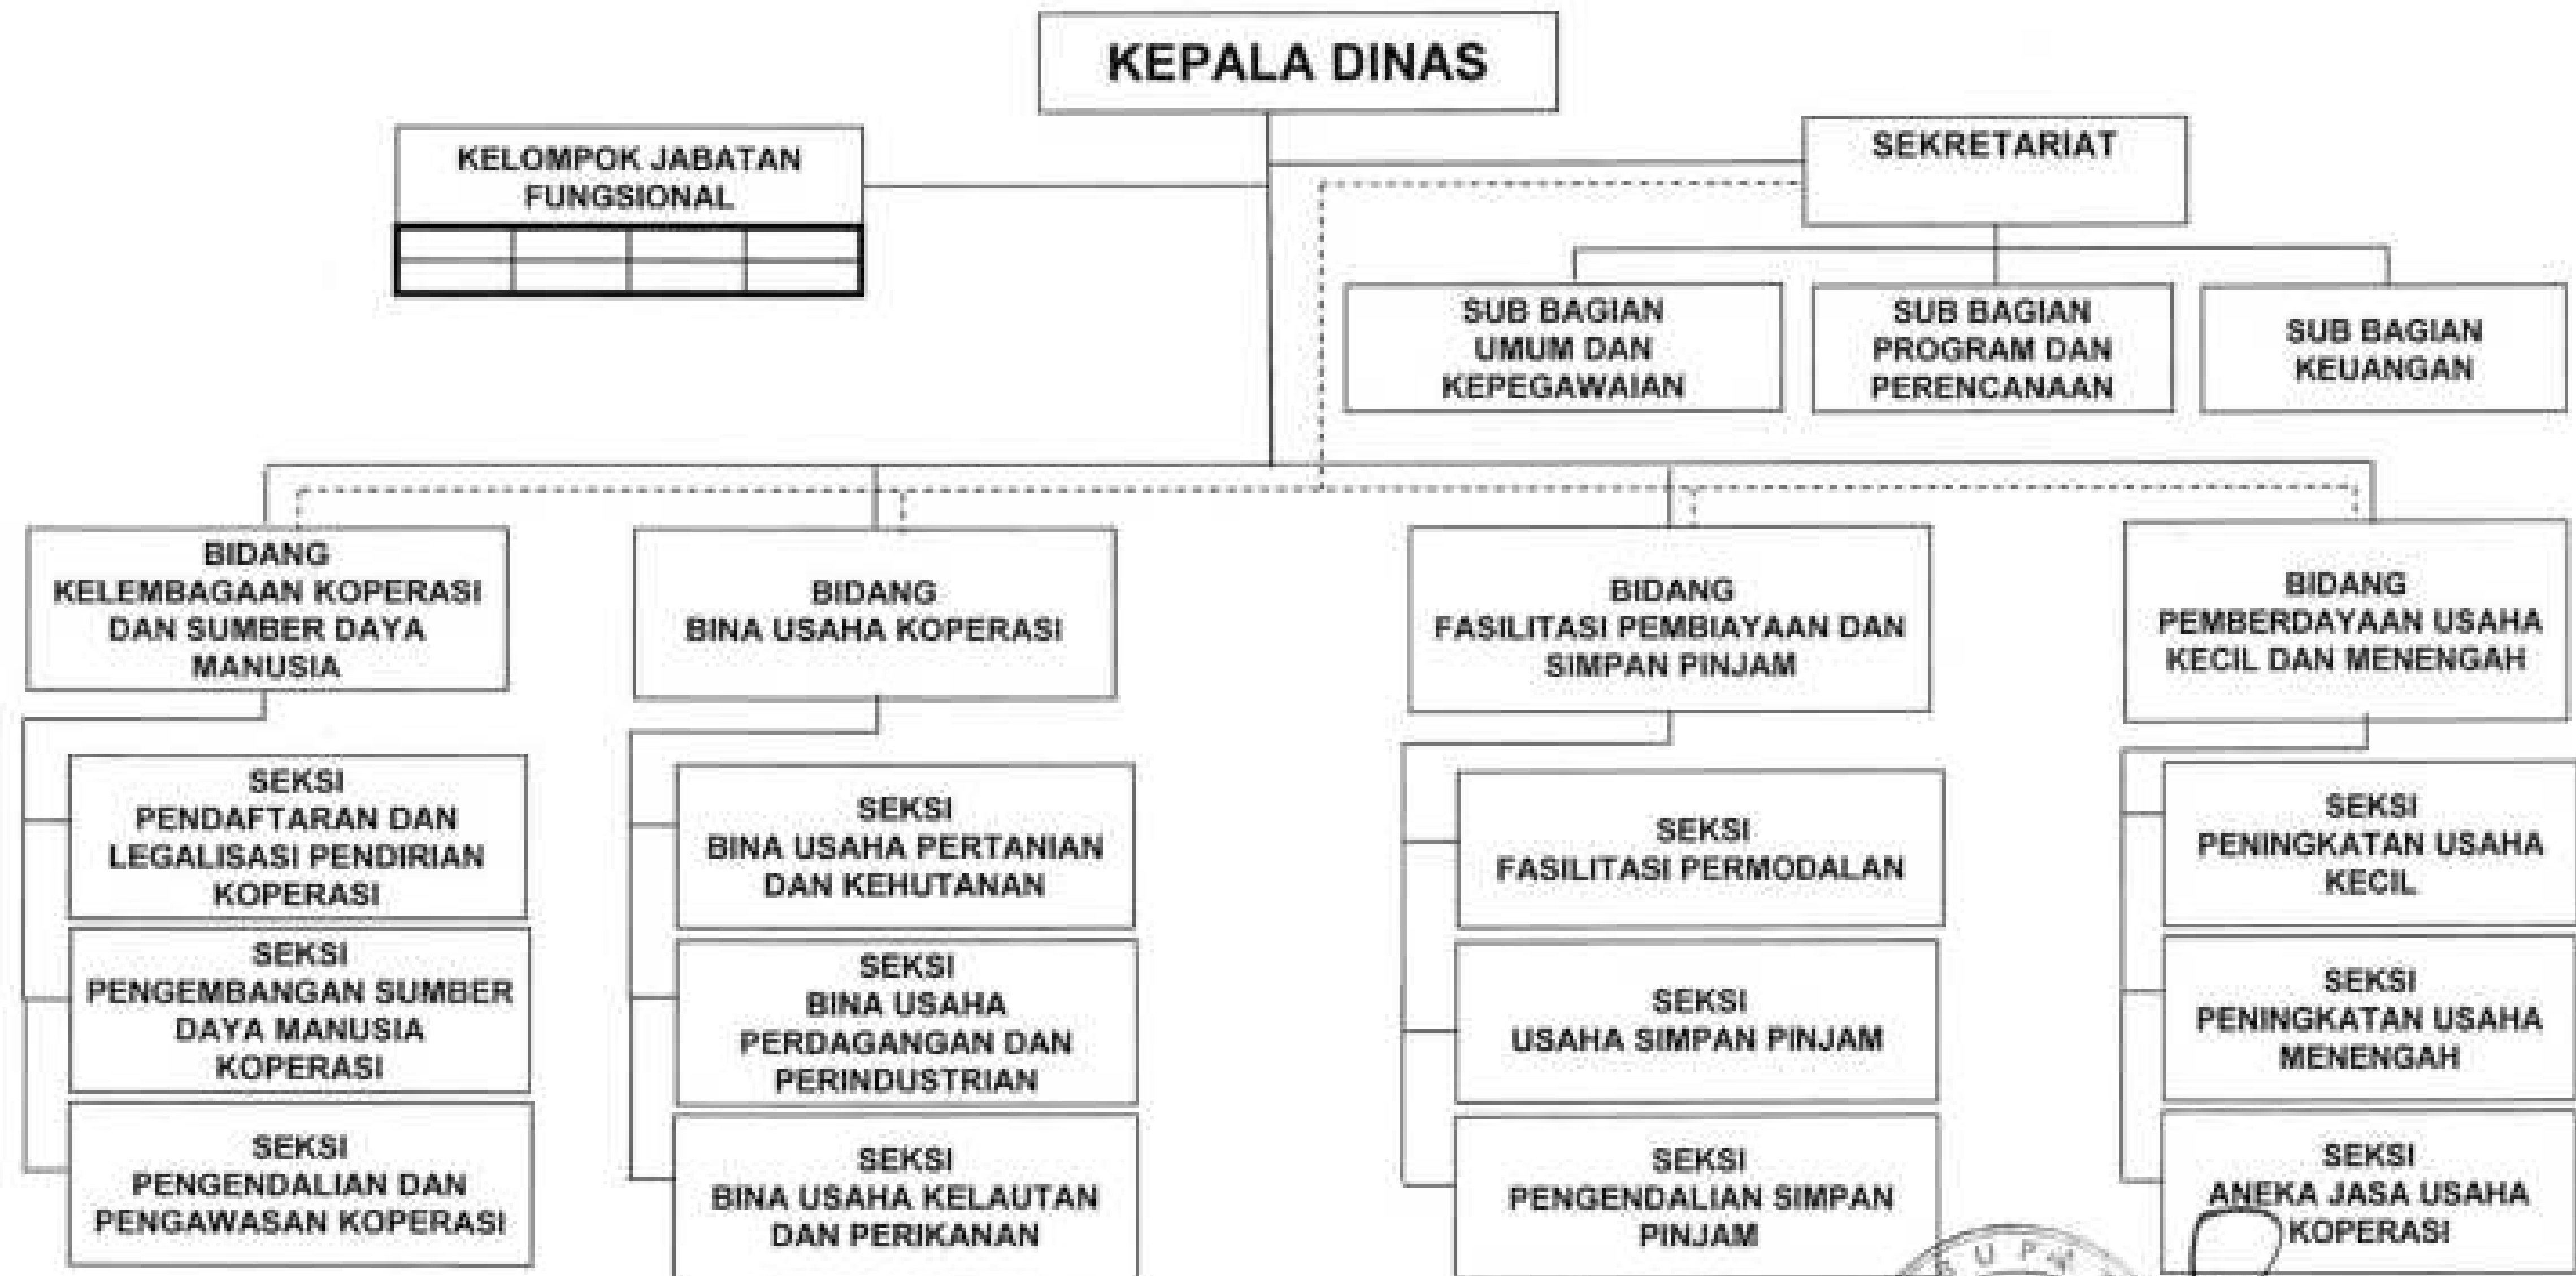 KEPALA DINAS
KELOMPOK JABATAN
FUNGSIONAL
SEKRETARIAT
SUB BAGIAN
UMUM DAN
KEPEGAWAIAN
SUB BAGIAN
PROGRAM DAN
PERENCANAAN
SUB BAGIAN
KEUANGAN
BIDANG
KELEMBAGAAN KOPERASI
DAN SUMBER DAYA
MANUSIA
BIDANG
BINA USAHA KOPERASI
BIDANG
FASILITASI PEMBIAYAAN DAN
SIMPAN PINJAM
BIDANG
PEMBERDAYAAN USAHA
KECIL DAN MENENGAH
SEKSI
PENDAFTARAN DAN
LEGALISASI PENDIRIAN
KOPERASI
SEKSI
PENGEMBANGAN SUMBER
DAYA MANUSIA
KOPERASI
SEKSI
PENGENDALIAN DAN
PENGAWASAN KOPERASI
SEKSI
BINA USAHA PERTANIAN
DAN KEHUTANAN
SEKSI
BINA USAHA
PERDAGANGAN DAN
PERINDUSTRIAN
SEKSI
BINA USAHA KELAUTAN
DAN PERIKANAN
SEKSI
FASILITASI PERMODALAN
SEKSI
USAHA SIMPAN PINJAM
SEKSI
PENGENDALIAN SIMPAN
PINJAM
SEKSI
PENINGKATAN USAHA
KECIL
SEKSI
PENINGKATAN USAHA
MENENGAH
SEKSI
ANEKA JASA USAHA
KOPERASI